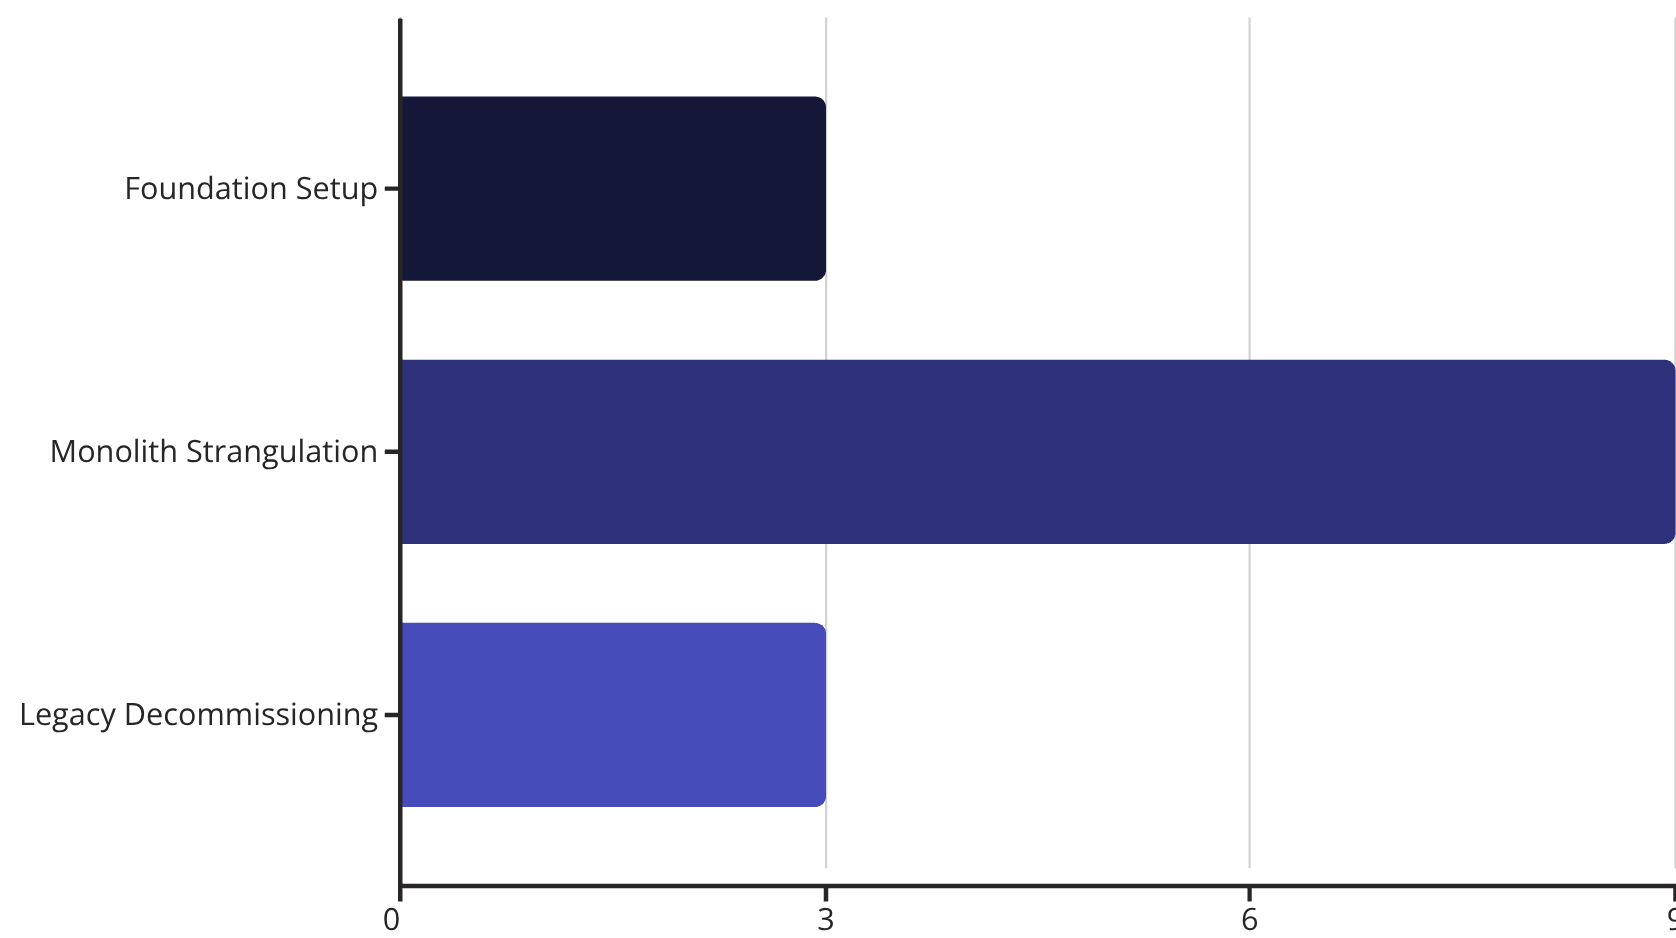 Foundation Setup
Monolith Strangulation
Legacy Decommissioning
0 3 6